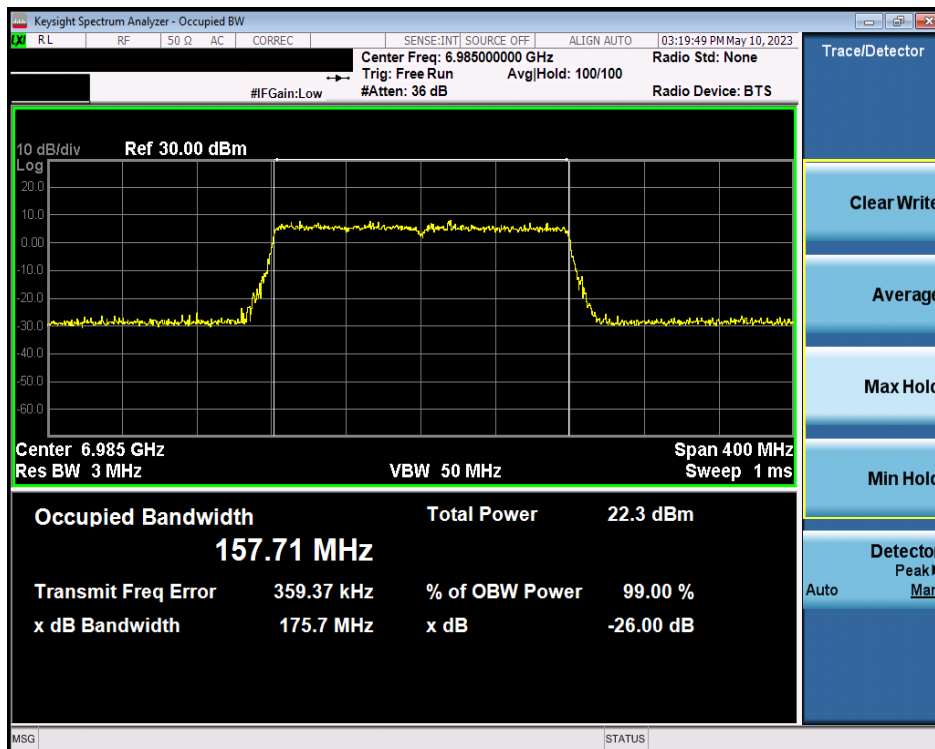 Keysight Spectrum Analyzer - Occupied BW
LXI RL RF 50 Ω AC CORREC SENSE:INT SOURCE OFF ALIGN AUTO 03:19:49 PM May 10, 2023
Center Freq: 6.985000000 GHz Radio Std: None
Trig: Free Run Avg|Hold: 100/100
#IFGain:Low #Atten: 36 dB Radio Device: BTS
10 dB/div Ref 30.00 dBm
Log
20.0
10.0
0.00
-10.0
-20.0
-30.0
-40.0
-50.0
-60.0
Center 6.985 GHz Span 400 MHz
Res BW 3 MHz VBW 50 MHz Sweep 1 ms
Occupied Bandwidth Total Power 22.3 dBm
157.71 MHz
Transmit Freq Error 359.37 kHz % of OBW Power 99.00 %
x dB Bandwidth 175.7 MHz x dB -26.00 dB
MSG STATUS
Trace/Detector
Clear Write
Average
Max Hold
Min Hold
Detector
Peak
Auto Man